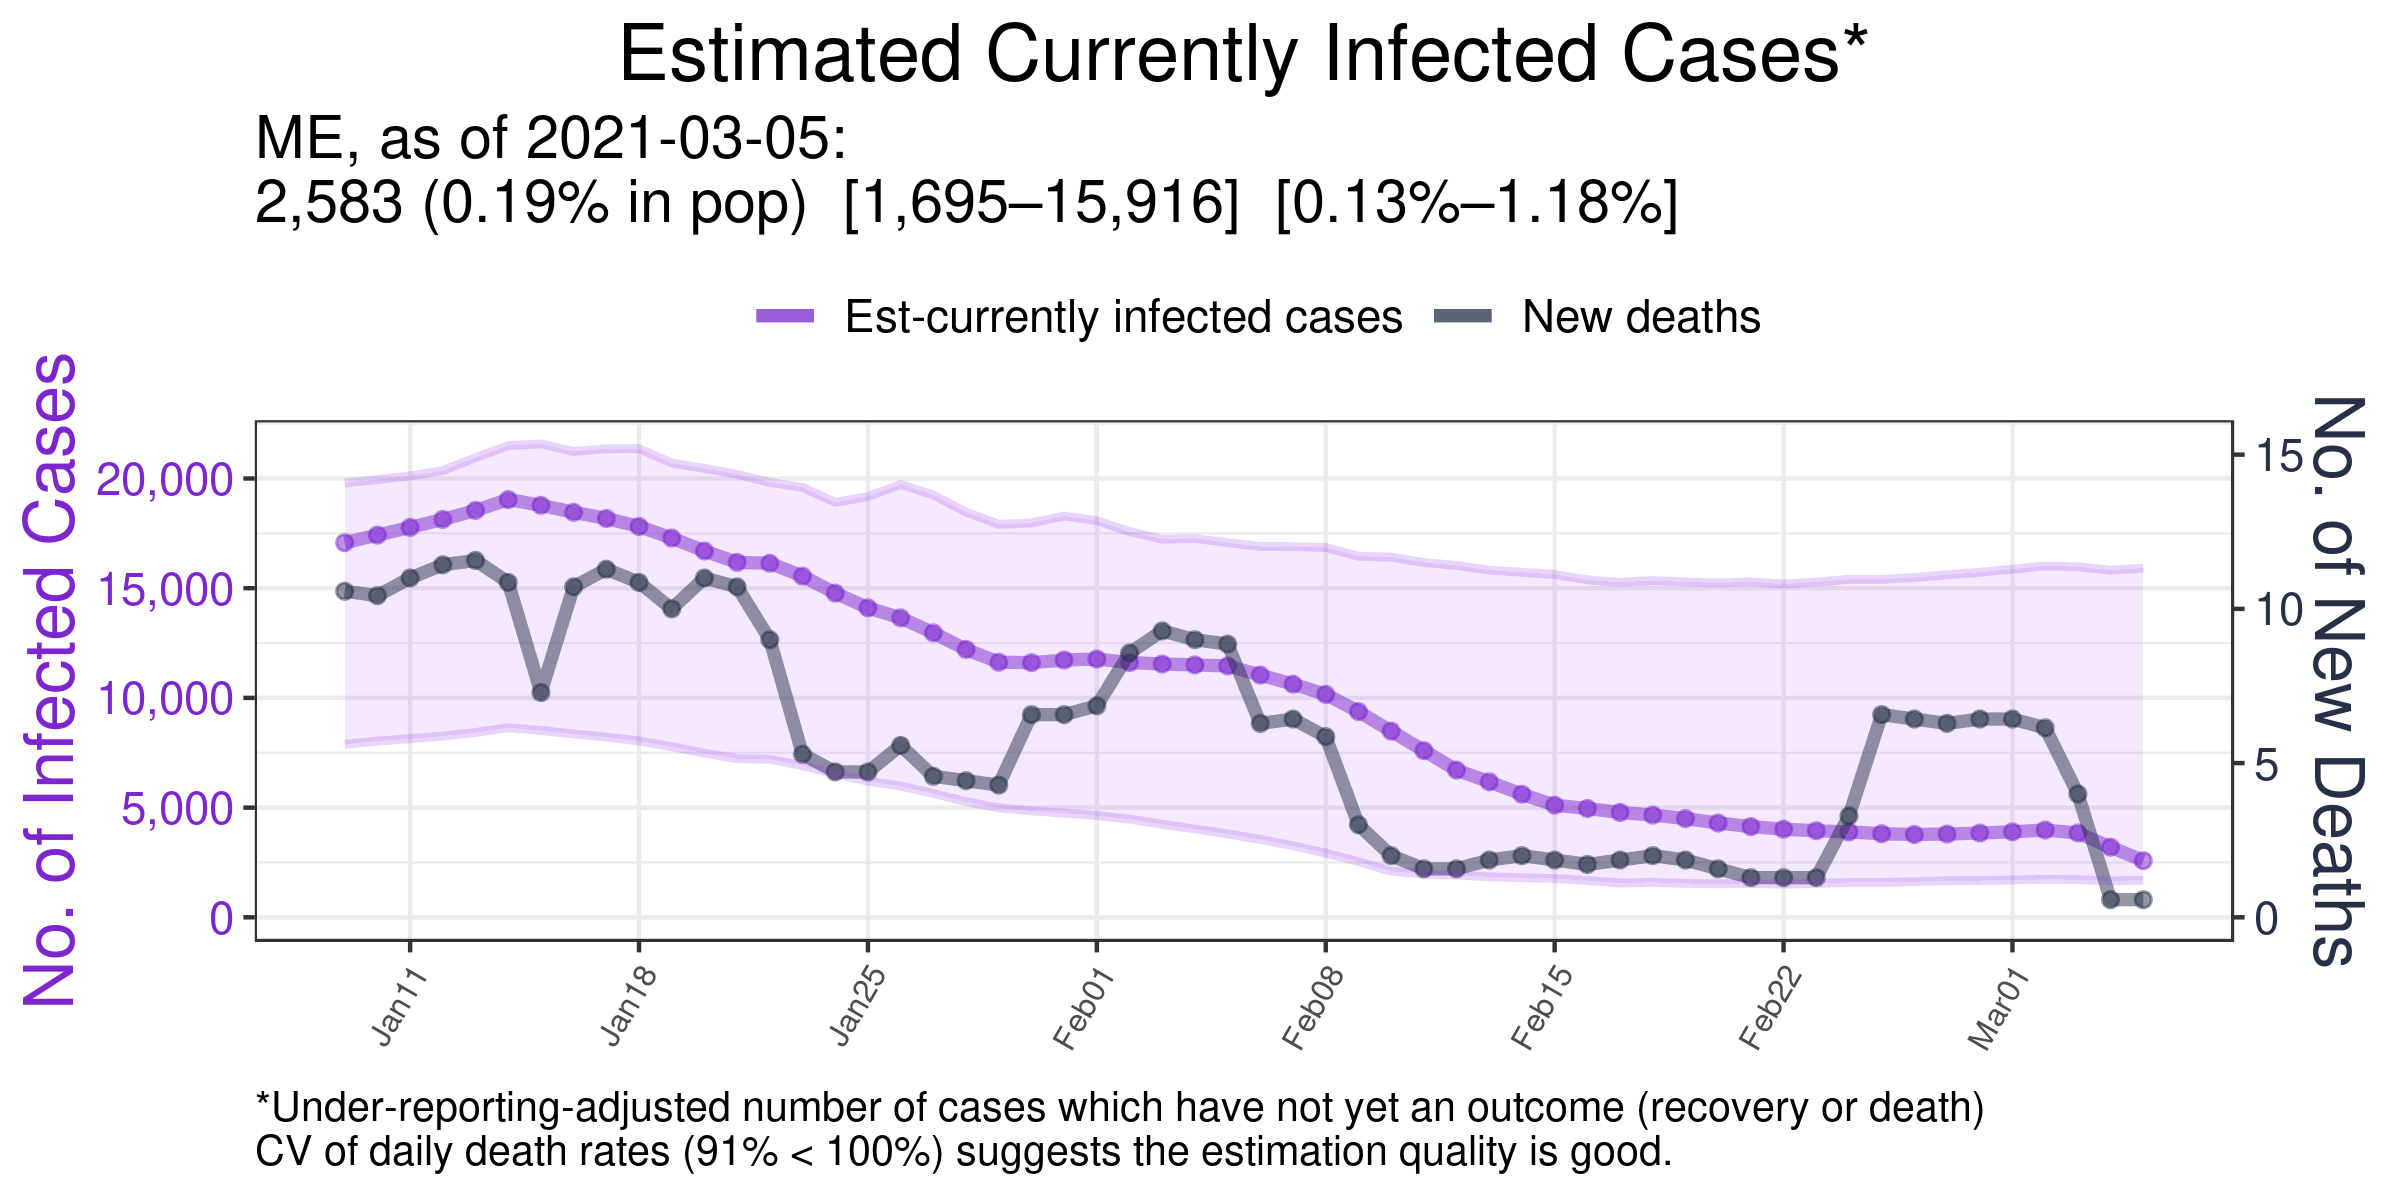 Estimated Currently Infected Cases*
ME, as of 2021-03-05:
2,583 (0.19% in pop) [1,695–15,916] [0.13%–1.18%]
Est-currently infected cases
New deaths
No. of Infected Cases
20,000
15,000
10,000
5,000
0
15
10
5
0
No. of New Deaths
Jan11
Jan18
Jan25
Feb01
Feb08
Feb15
Feb22
Mar01
*Under-reporting-adjusted number of cases which have not yet an outcome (recovery or death)
CV of daily death rates (91% < 100%) suggests the estimation quality is good.